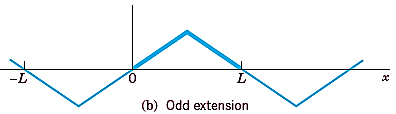 –L 0 L x
(b) Odd extension